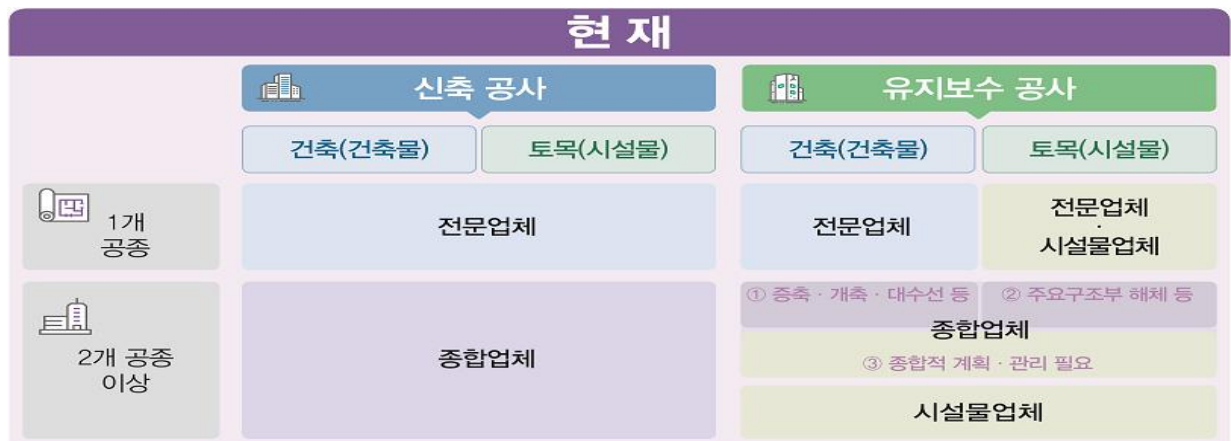 현 재
신축 공사
유지보수 공사
건축(건축물)
토목(시설물)
건축(건축물)
토목(시설물)
1개
공종
전문업체
전문업체
전문업체
·
시설물업체
2개 공종
이상
종합업체
① 증축 · 개축 · 대수선 등
② 주요구조부 해체 등
종합업체
③ 종합적 계획 · 관리 필요
시설물업체